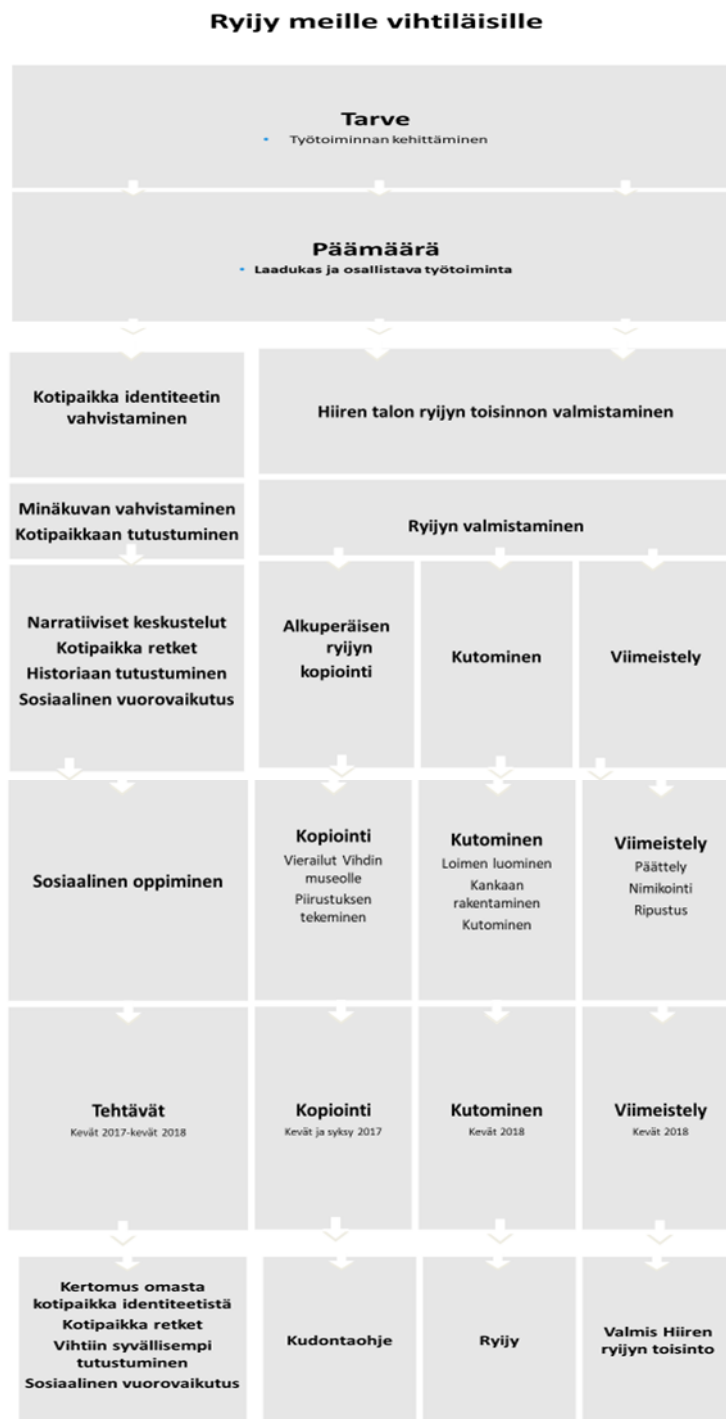 Ryijy meille vihtiläisille
Tarve
• Työtoiminnan kehittäminen
Päämäärä
• Laadukas ja osallistava työtoiminta
Kotipaikka identiteetin
vahvistaminen
Hiiren talon ryijyn toisinnon valmistaminen
Minäkuvan vahvistaminen
Kotipaikkaan tutustuminen
Ryijyn valmistaminen
Narratiiviset keskustelut
Kotipaikka retket
Historiaan tutustuminen
Sosiaalinen vuorovaikutus
Alkuperäisen
ryijyn
kopiointi
Kutominen
Viimeistely
Sosiaalinen oppiminen
Kopiointi
Vierailut Vihdin
museolle
Piirustuksen
tekeminen
Kutominen
Loimen luominen
Kankaan
rakentaminen
Kutominen
Viimeistely
Päättely
Nimikointi
Ripustus
Tehtävät
Kevät 2017-kevät 2018
Kopiointi
Kevät ja syksy 2017
Kutominen
Kevät 2018
Viimeistely
Kevät 2018
Kertomus omasta
kotipaikka identiteetistä
Kotipaikka retket
Vihtiin syvällisempi
tutustuminen
Sosiaalinen vuorovaikutus
Kudontaohje
Ryijy
Valmis Hiiren
ryijyn toisinto